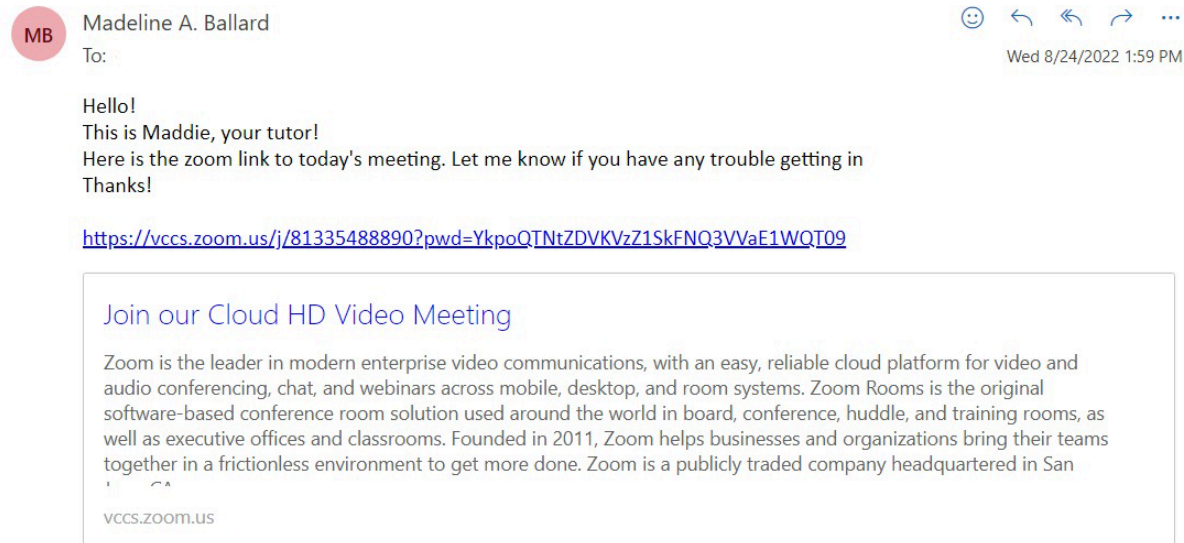 MB
Madeline A. Ballard
To:
Wed 8/24/2022 1:59 PM
Hello!
This is Maddie, your tutor!
Here is the zoom link to today's meeting. Let me know if you have any trouble getting in
Thanks!
https://vccs.zoom.us/j/81335488890?pwd=YkpoQTNtZDVKVzZ1SkFNQ3VVaE1WQT09
Join our Cloud HD Video Meeting
Zoom is the leader in modern enterprise video communications, with an easy, reliable cloud platform for video and
audio conferencing, chat, and webinars across mobile, desktop, and room systems. Zoom Rooms is the original
software-based conference room solution used around the world in board, conference, huddle, and training rooms, as
well as executive offices and classrooms. Founded in 2011, Zoom helps businesses and organizations bring their teams
together in a frictionless environment to get more done. Zoom is a publicly traded company headquartered in San
vccs.zoom.us